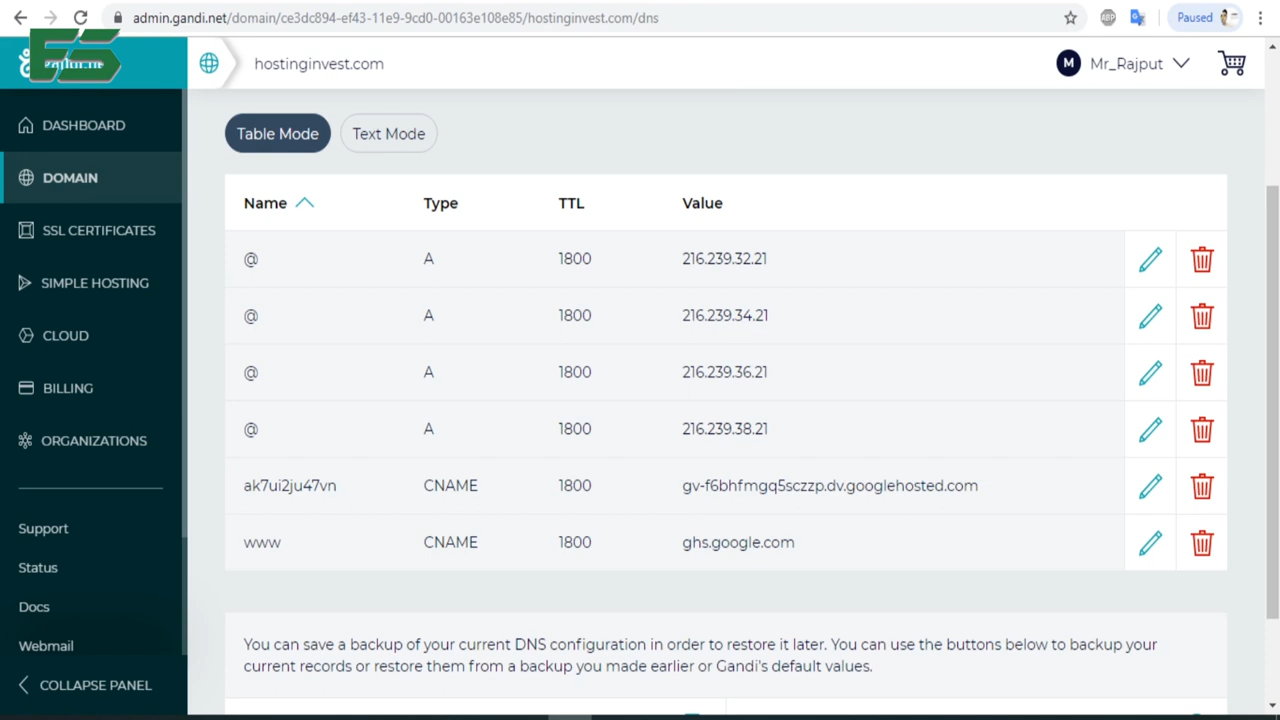 admin.gandi.net/domain/ce3dc894-ef43-11e9-9cd0-00163e108e85/hostinginvest.com/dns
ABP
Paused
ES
hostinginvest.com
M
Mr_Rajput
DASHBOARD
DOMAIN
SSL CERTIFICATES
SIMPLE HOSTING
CLOUD
BILLING
ORGANIZATIONS
Support
Status
Docs
Webmail
COLLAPSE PANEL
Table Mode
Text Mode
Name Type TTL Value
@ A 1800 216.239.32.21
@ A 1800 216.239.34.21
@ A 1800 216.239.36.21
@ A 1800 216.239.38.21
ak7ui2ju47vn CNAME 1800 gv-f6bhfmgq5sczzp.dv.googlehosted.com
www CNAME 1800 ghs.google.com
You can save a backup of your current DNS configuration in order to restore it later. You can use the buttons below to backup your
current records or restore them from a backup you made earlier or Gandi's default values.